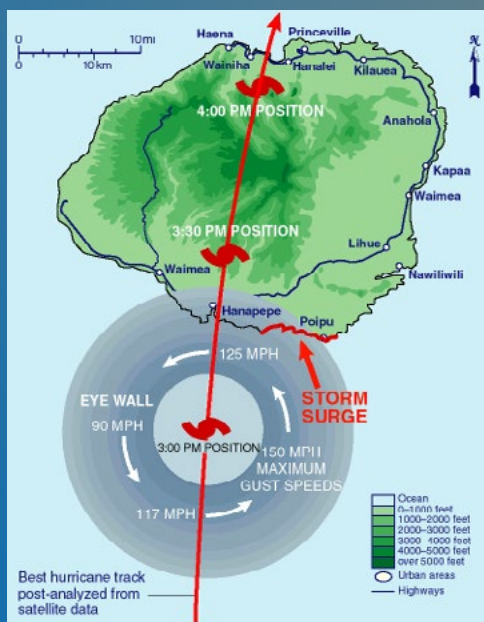 0
10mi
0
10km
Haena
Princeville
Wainiha
Hanalei
Kilauea
N
4:00 PM POSITION
Anahola
Kapaa
Waimea
3:30 PM POSITION
Lihue
Waimea
Nawiliwili
Hanapepe
Poipu
125 MPH
STORM
SURGE
EYE WALL
90 MPH
3:00 PM POSITION
150 MPH
MAXIMUM
GUST SPEEDS
117 MPH
Ocean
0–1000 feet
1000–2000 feet
2000–3000 feet
3000–4000 feet
4000–5000 feet
over 5000 feet
Urban areas
Highways
Best hurricane track
post-analyzed from
satellite data